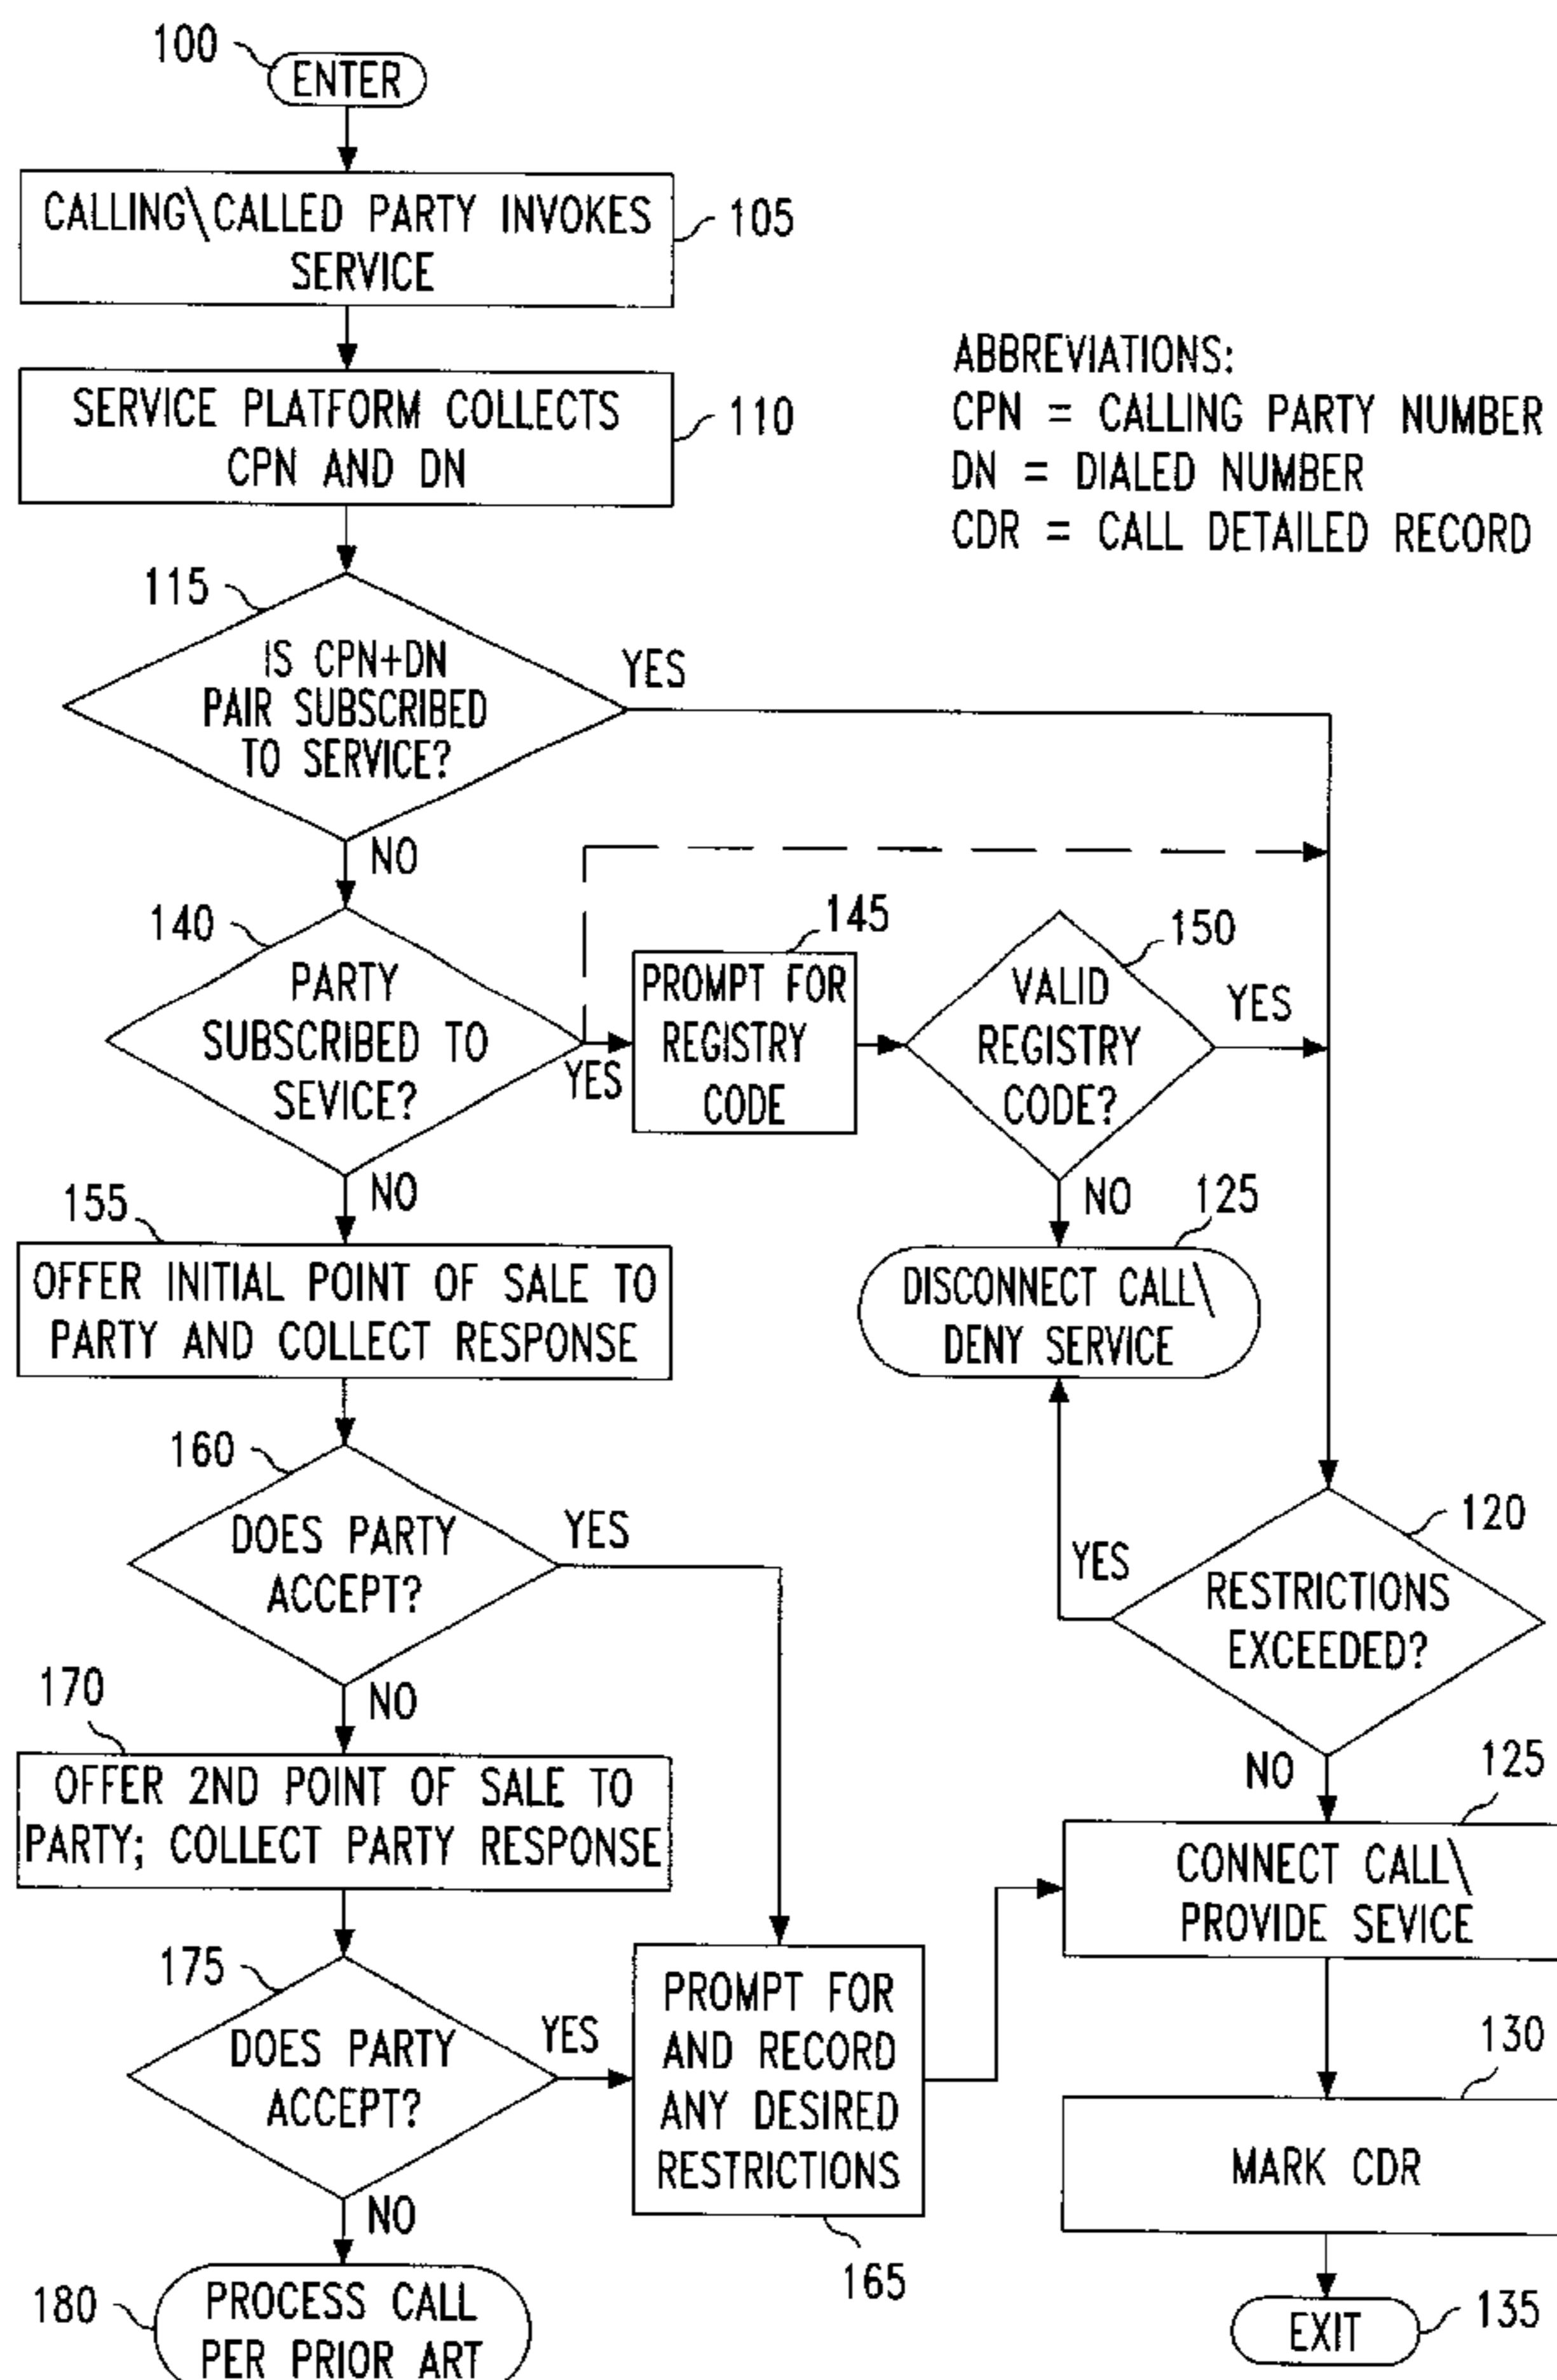 100
ENTER
CALLING\CALLED PARTY INVOKES
SERVICE
105
SERVICE PLATFORM COLLECTS
CPN AND DN
110
ABBREVIATIONS:
CPN = CALLING PARTY NUMBER
DN = DIALED NUMBER
CDR = CALL DETAILED RECORD
115
IS CPN+DN
PAIR SUBSCRIBED
TO SERVICE?
YES
NO
140
PARTY
SUBSCRIBED TO
SEVICE?
YES
145
PROMPT FOR
REGISTRY
CODE
150
VALID
REGISTRY
CODE?
YES
NO
NO
125
DISCONNECT CALL\
DENY SERVICE
155
OFFER INITIAL POINT OF SALE TO
PARTY AND COLLECT RESPONSE
160
DOES PARTY
ACCEPT?
YES
NO
120
RESTRICTIONS
EXCEEDED?
YES
NO
170
OFFER 2ND POINT OF SALE TO
PARTY; COLLECT PARTY RESPONSE
125
CONNECT CALL\
PROVIDE SEVICE
175
DOES PARTY
ACCEPT?
YES
NO
PROMPT FOR
AND RECORD
ANY DESIRED
RESTRICTIONS
165
130
MARK CDR
180
PROCESS CALL
PER PRIOR ART
EXIT
135